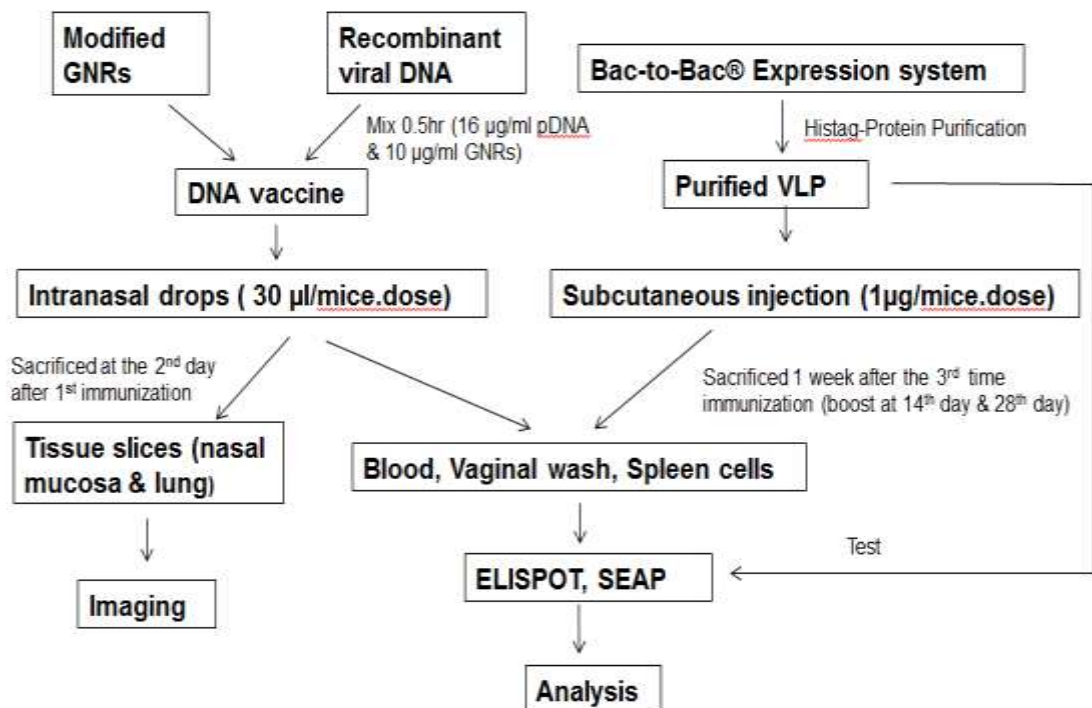 Modified
GNRs
Recombinant
viral DNA
Bac-to-Bac® Expression system
Mix 0.5hr (16 µg/ml pDNA
& 10 µg/ml GNRs)
Histag-Protein Purification
DNA vaccine
Purified VLP
Intranasal drops ( 30 µl/mice.dose)
Subcutaneous injection (1µg/mice.dose)
Sacrificed at the 2nd day
after 1st immunization
Sacrificed 1 week after the 3rd time
immunization (boost at 14th day & 28th day)
Tissue slices (nasal
mucosa & lung)
Blood, Vaginal wash, Spleen cells
Test
ELISPOT, SEAP
Imaging
Analysis